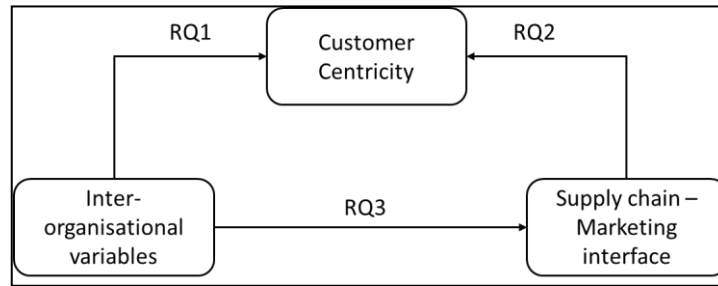 RQ1
Customer
Centricity
RQ2
Inter-
organisational
variables
RQ3
Supply chain –
Marketing
interface